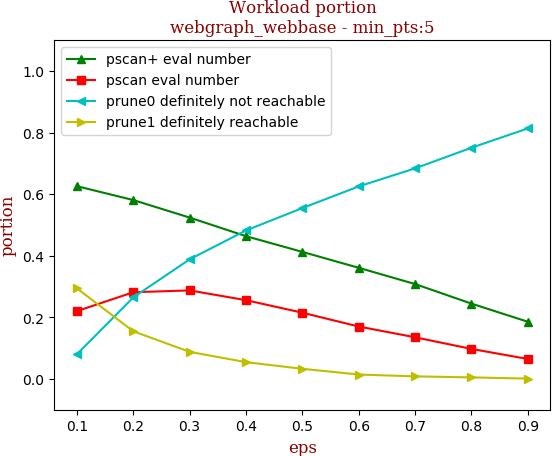 Workload portion
webgraph_webbase - min_pts:5
pscan+ eval number
pscan eval number
prune0 definitely not reachable
prune1 definitely reachable
portion
1.0
0.8
0.6
0.4
0.2
0.0
0.1 0.2 0.3 0.4 0.5 0.6 0.7 0.8 0.9
eps